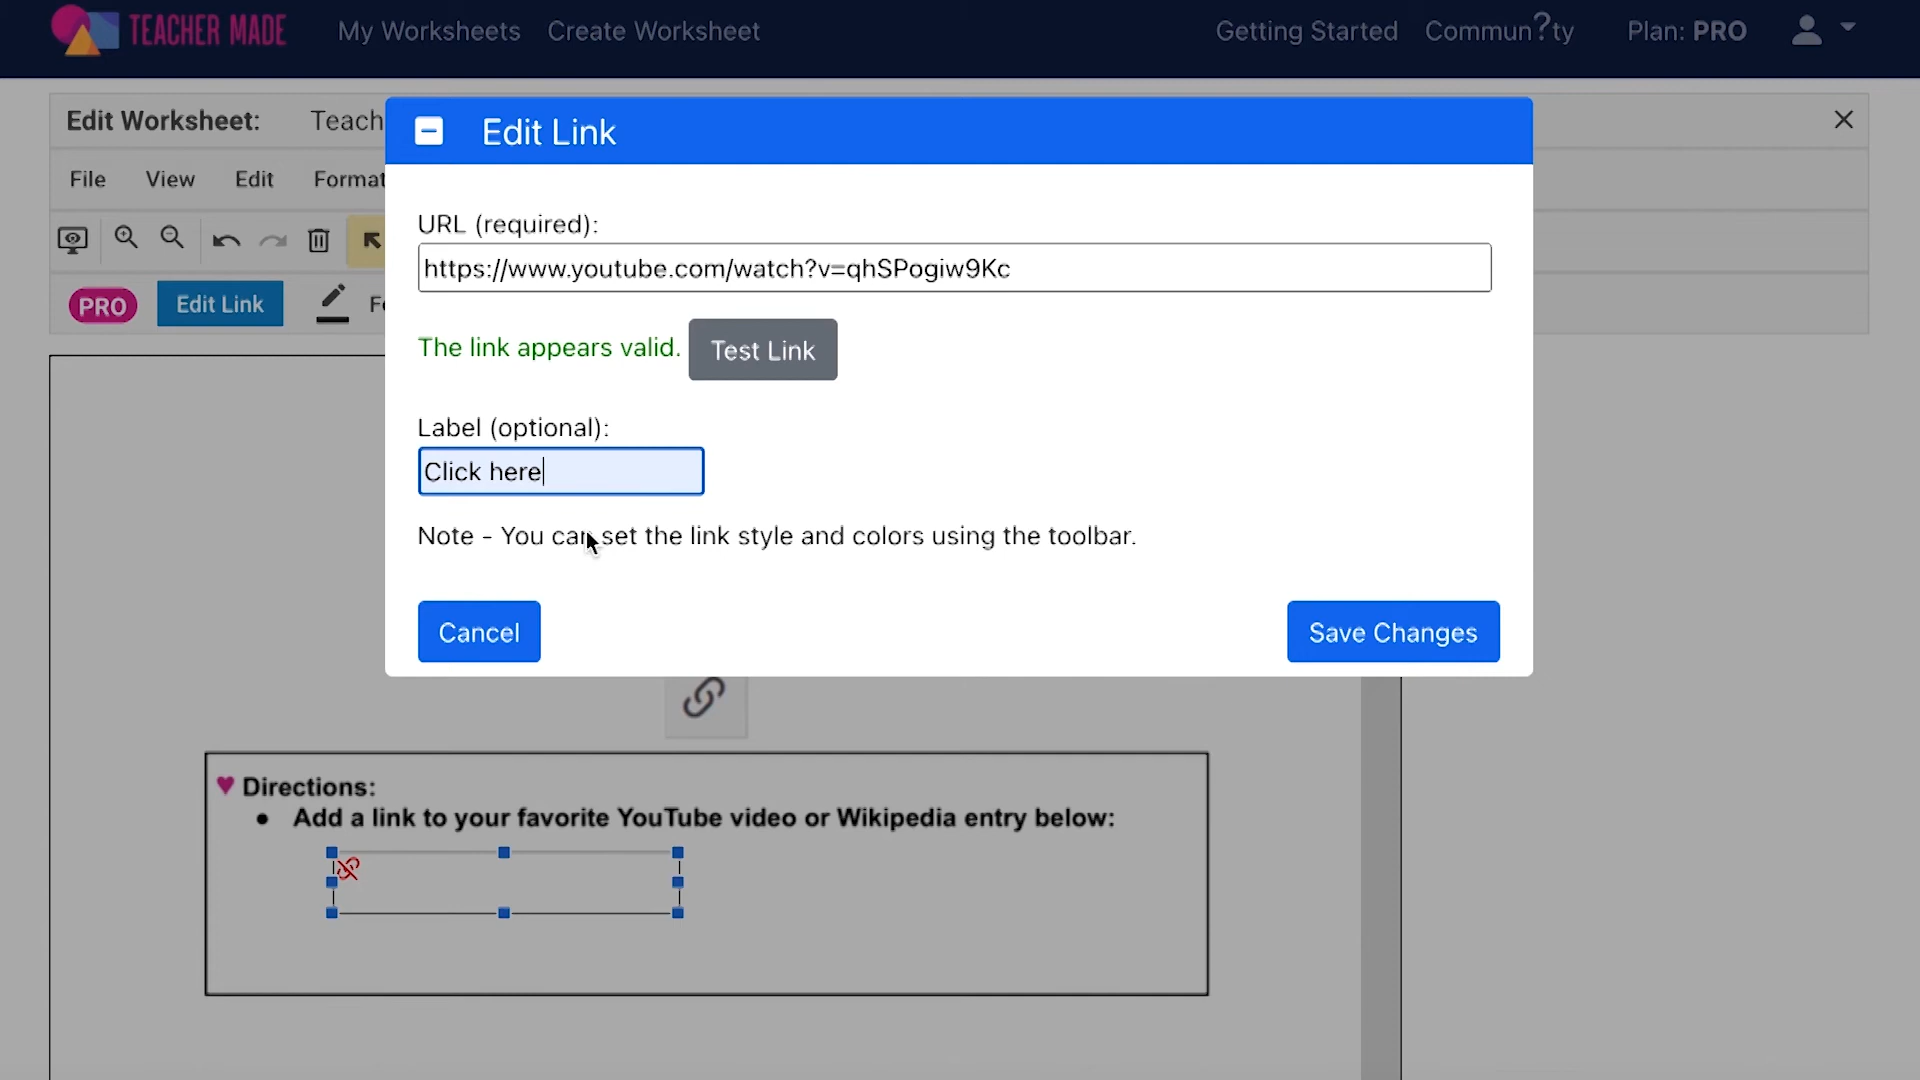 TEACHER MADE
My Worksheets
Create Worksheet
Getting Started
Commun?ty
Plan: PRO
Edit Worksheet:
Teach
File
View
Edit
Format
PRO
Edit Link
Edit Link
URL (required):
https://www.youtube.com/watch?v=qhSPogiw9Kc
The link appears valid.
Test Link
Label (optional):
Click here
Note - You can set the link style and colors using the toolbar.
Cancel
Save Changes
Directions:
● Add a link to your favorite YouTube video or Wikipedia entry below: